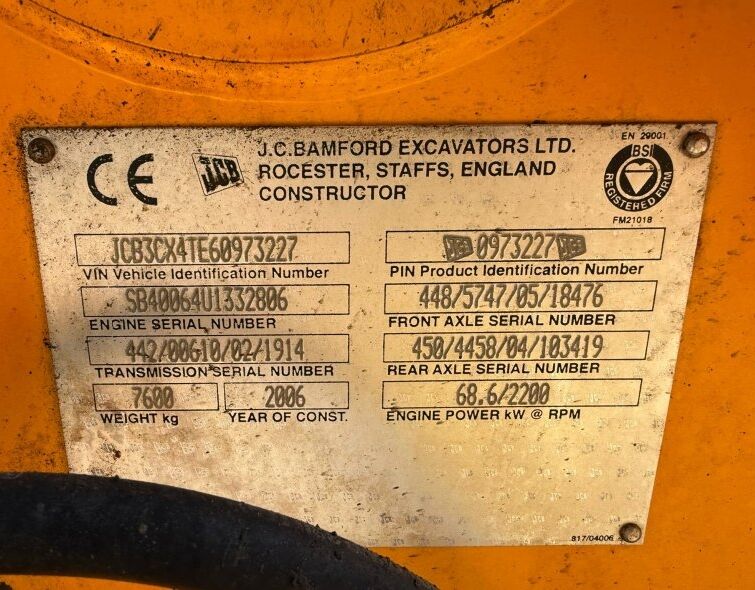 CE JCB J.C.BAMFORD EXCAVATORS LTD.
ROCESTER, STAFFS, ENGLAND
CONSTRUCTOR
EN 29001
BSI
REGISTERED FIRM
FM21018
JCB3CX4TE60973227
VIN Vehicle Identification Number
JCB 0973227 JCB
PIN Product Identification Number
SB40064U1332806
ENGINE SERIAL NUMBER
448/5747/05/18476
FRONT AXLE SERIAL NUMBER
442/00610/02/1914
TRANSMISSION SERIAL NUMBER
450/4458/04/103419
REAR AXLE SERIAL NUMBER
7600
WEIGHT kg
2006
YEAR OF CONST.
68.6/2200
ENGINE POWER kW @ RPM
817/04006